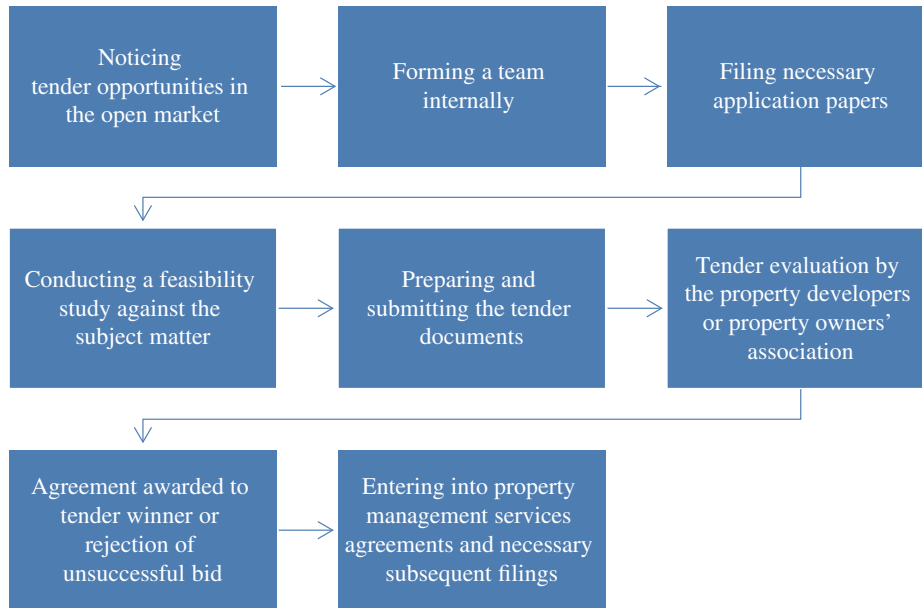 Noticing
tender opportunities in
the open market
Forming a team
internally
Filing necessary
application papers
Conducting a feasibility
study against the
subject matter
Preparing and
submitting the tender
documents
Tender evaluation by
the property developers
or property owners’
association
Agreement awarded to
tender winner or
rejection of
unsuccessful bid
Entering into property
management services
agreements and necessary
subsequent filings